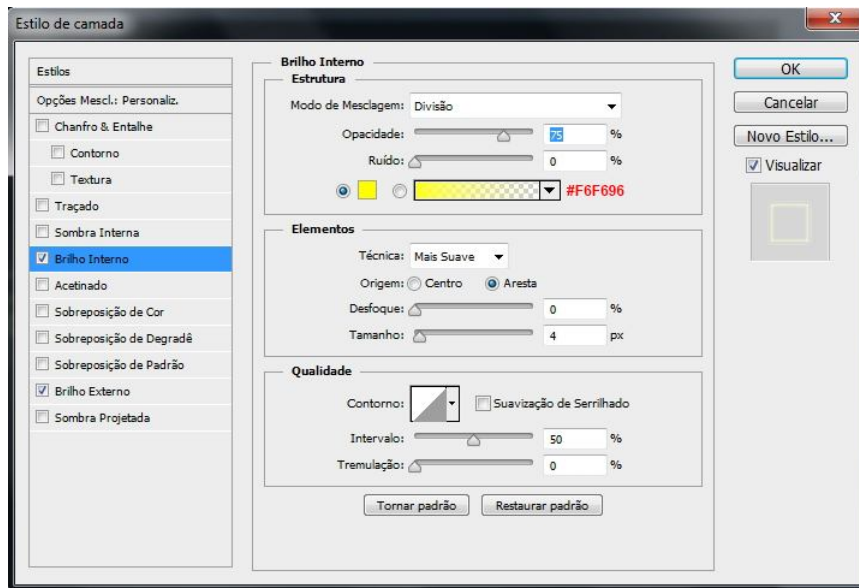 Estilo de camada
Estilos
Opções Mescl.: Personaliz.
Chanfro & Entalhe
Contorno
Textura
Traçado
Sombra Interna
Brilho Interno
Acetinado
Sobreposição de Cor
Sobreposição de Degradê
Sobreposição de Padrão
Brilho Externo
Sombra Projetada
Brilho Interno
Estrutura
Modo de Mesclagem: Divisão
Opacidade: 75 %
Ruído: 0 %
#F6F696
Elementos
Técnica: Mais Suave
Origem: Centro Aresta
Desfoque: 0 %
Tamanho: 4 px
Qualidade
Contorno: Suavização de Serrilhado
Intervalo: 50 %
Tremulação: 0 %
Tornar padrão Restaurar padrão
OK
Cancelar
Novo Estilo...
Visualizar